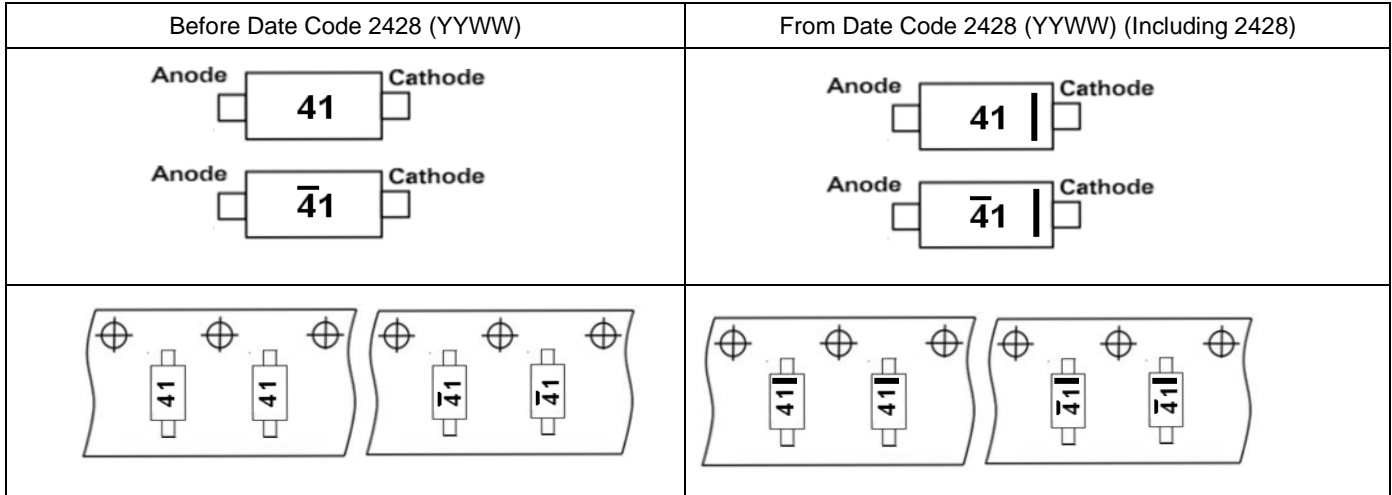 Before Date Code 2428 (YYWW)
From Date Code 2428 (YYWW) (Including 2428)
Anode
Cathode
41
Anode
Cathode
4̅1
Anode
Cathode
41
Anode
Cathode
4̅1
41
41
4̅1
4̅1
41
41
4̅1
4̅1